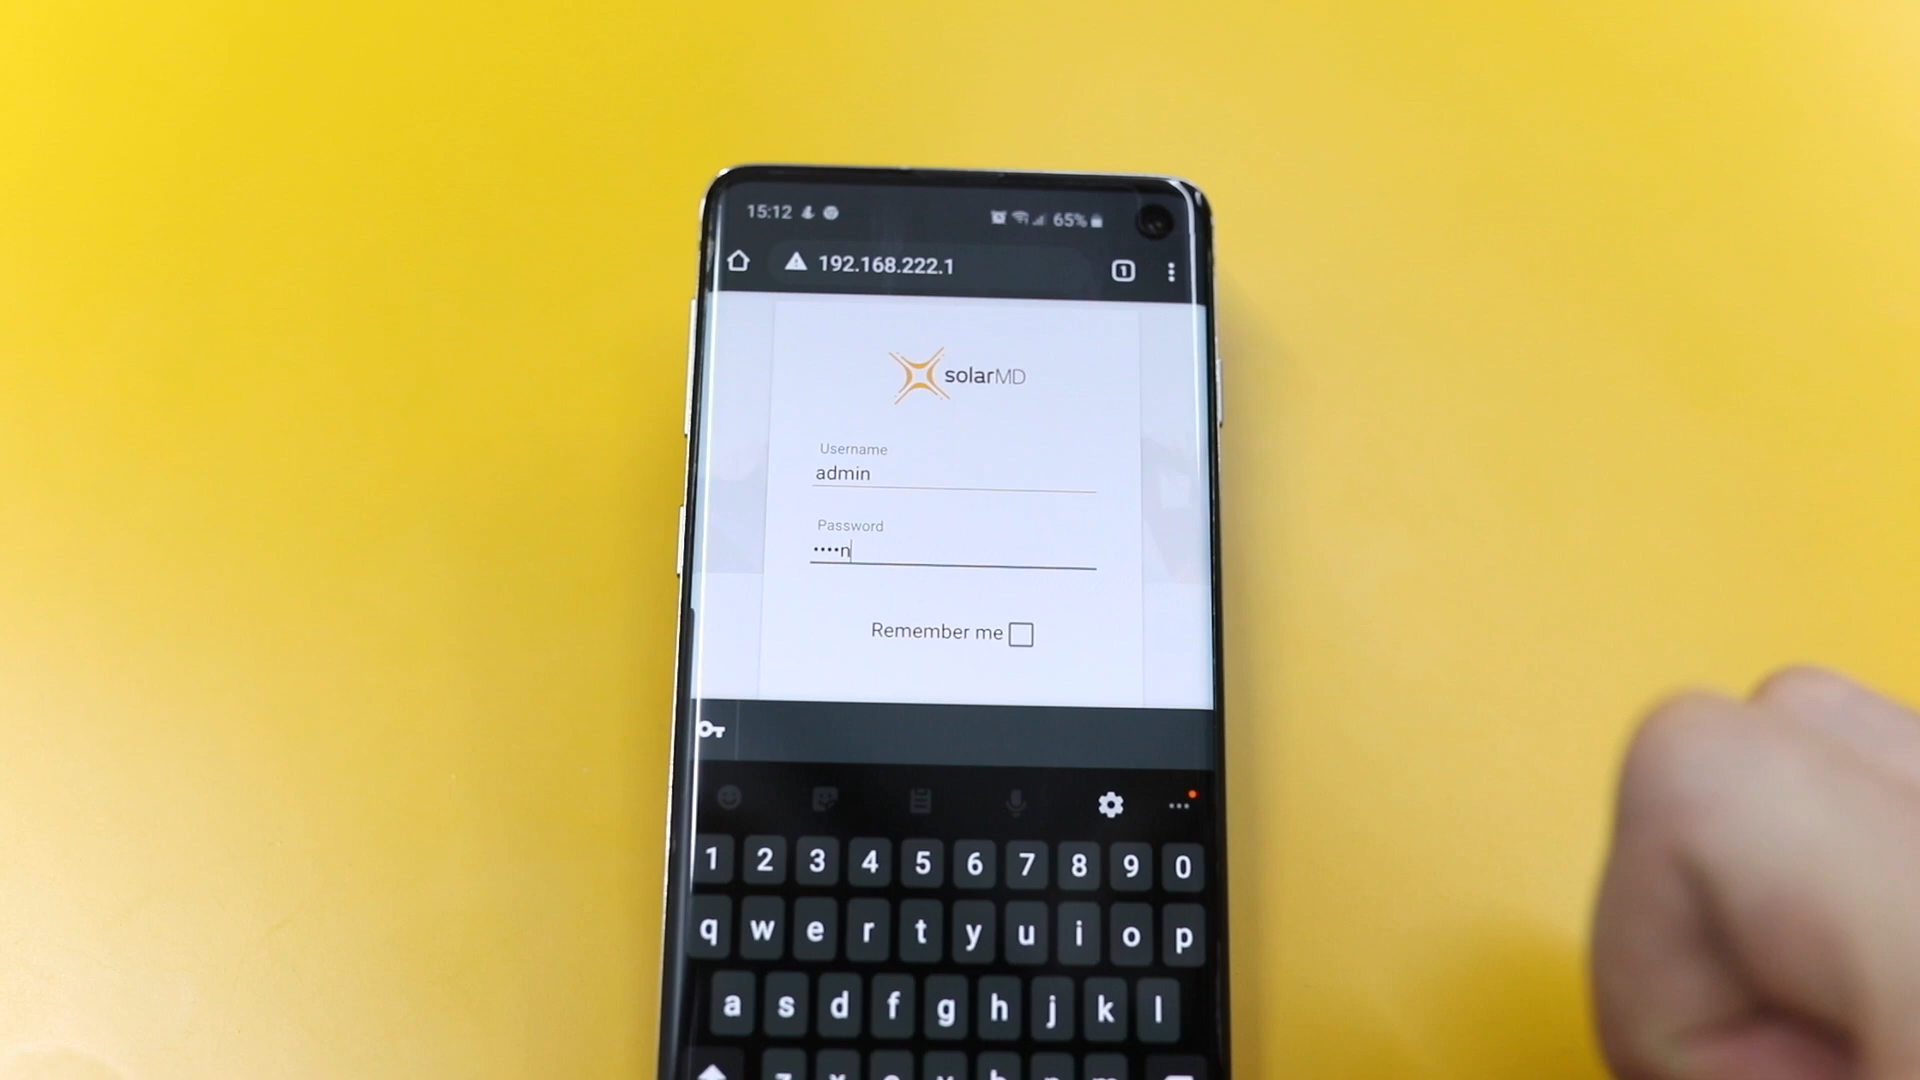 15:12 65%
192.168.222.1 1
solarMD
Username
admin
Password
••••n
Remember me
1 2 3 4 5 6 7 8 9 0
q w e r t y u i o p
a s d f g h j k l